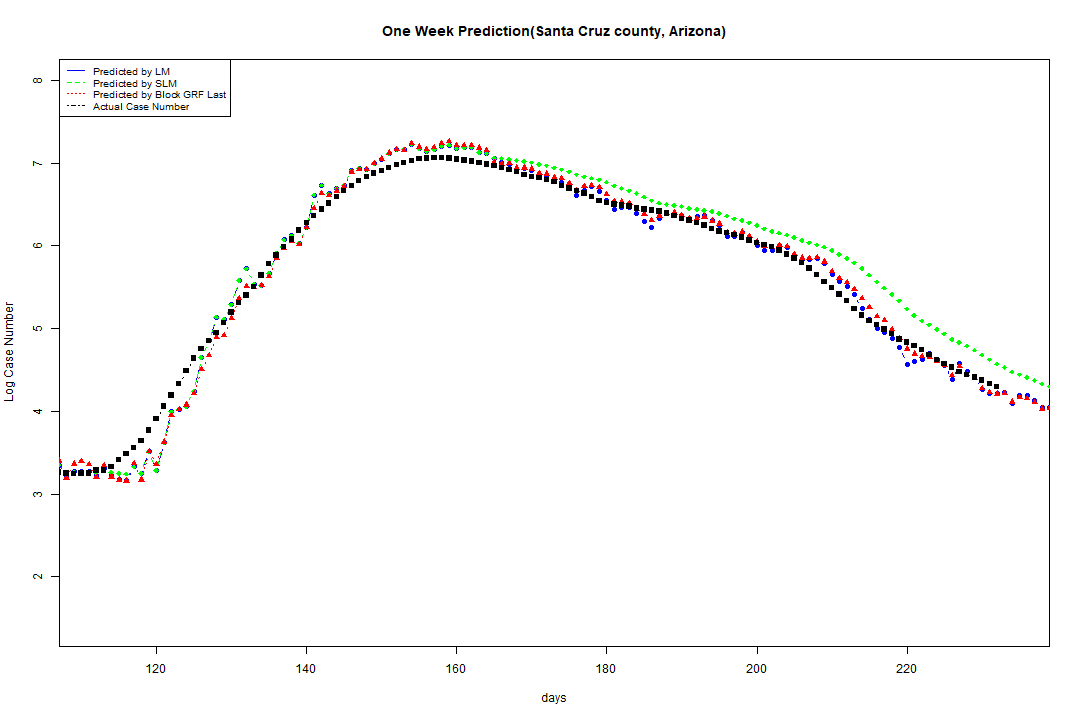 One Week Prediction(Santa Cruz county, Arizona)
Predicted by LM
Predicted by SLM
Predicted by Block GRF Last
Actual Case Number
8
7
6
5
4
3
2
Log Case Number
120 140 160 180 200 220
days